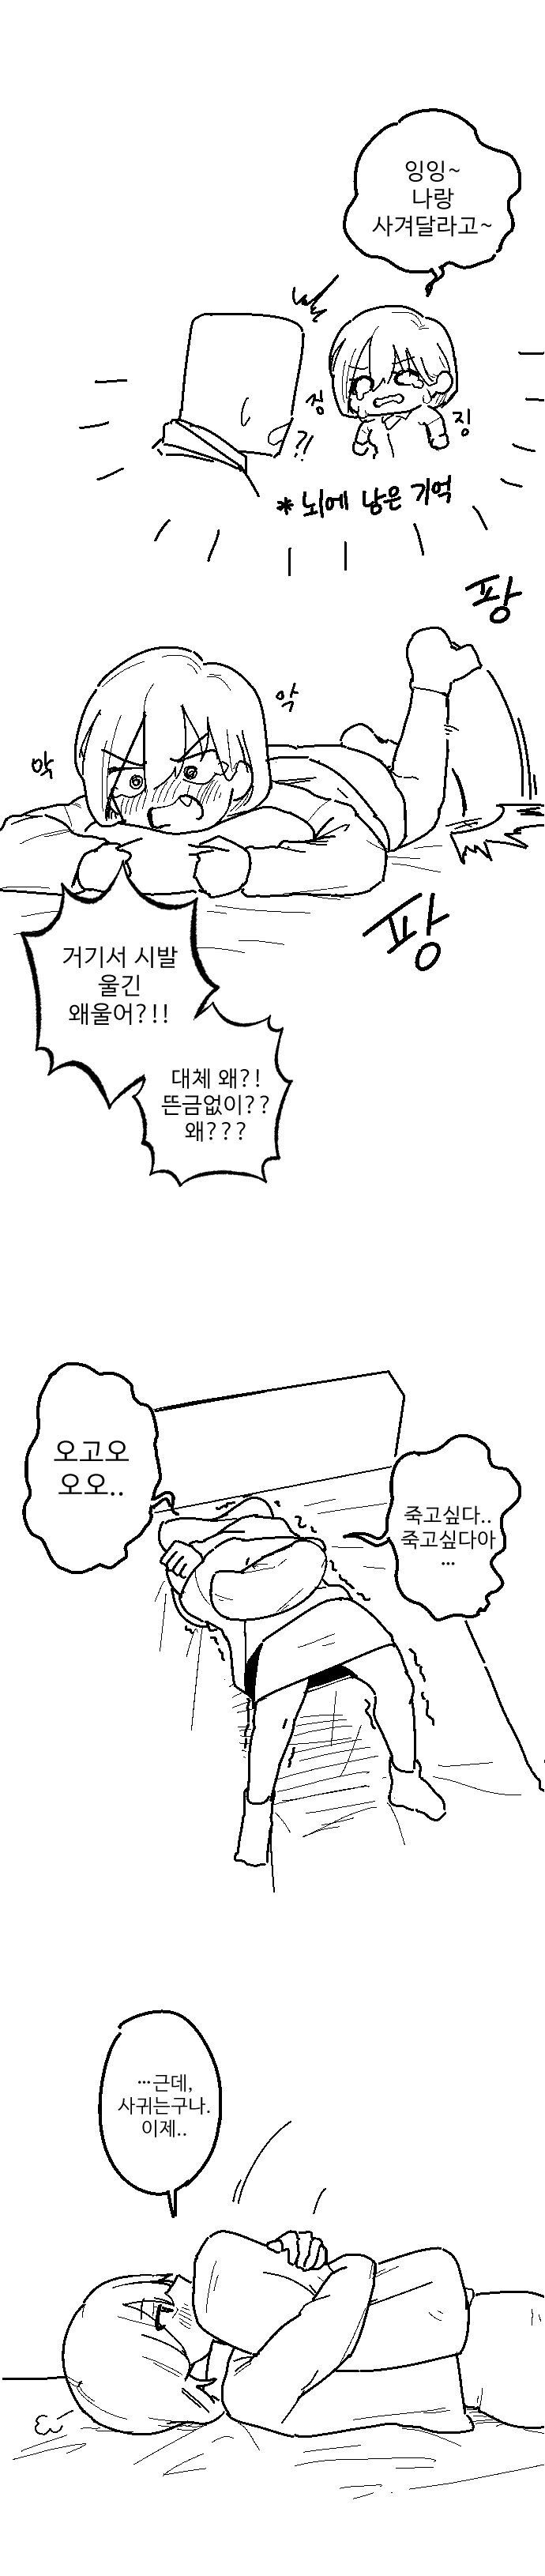 잉잉~
나랑
사겨달라고~
징
징
?!
*뇌에 남은 기억
팡
악
악
팡
거기서 시발
울긴
왜울어?!!
대체 왜?!
뜬금없이??
왜???
오고오
오오..
죽고싶다..
죽고싶다아
...
...근데,
사귀는구나.
이제..